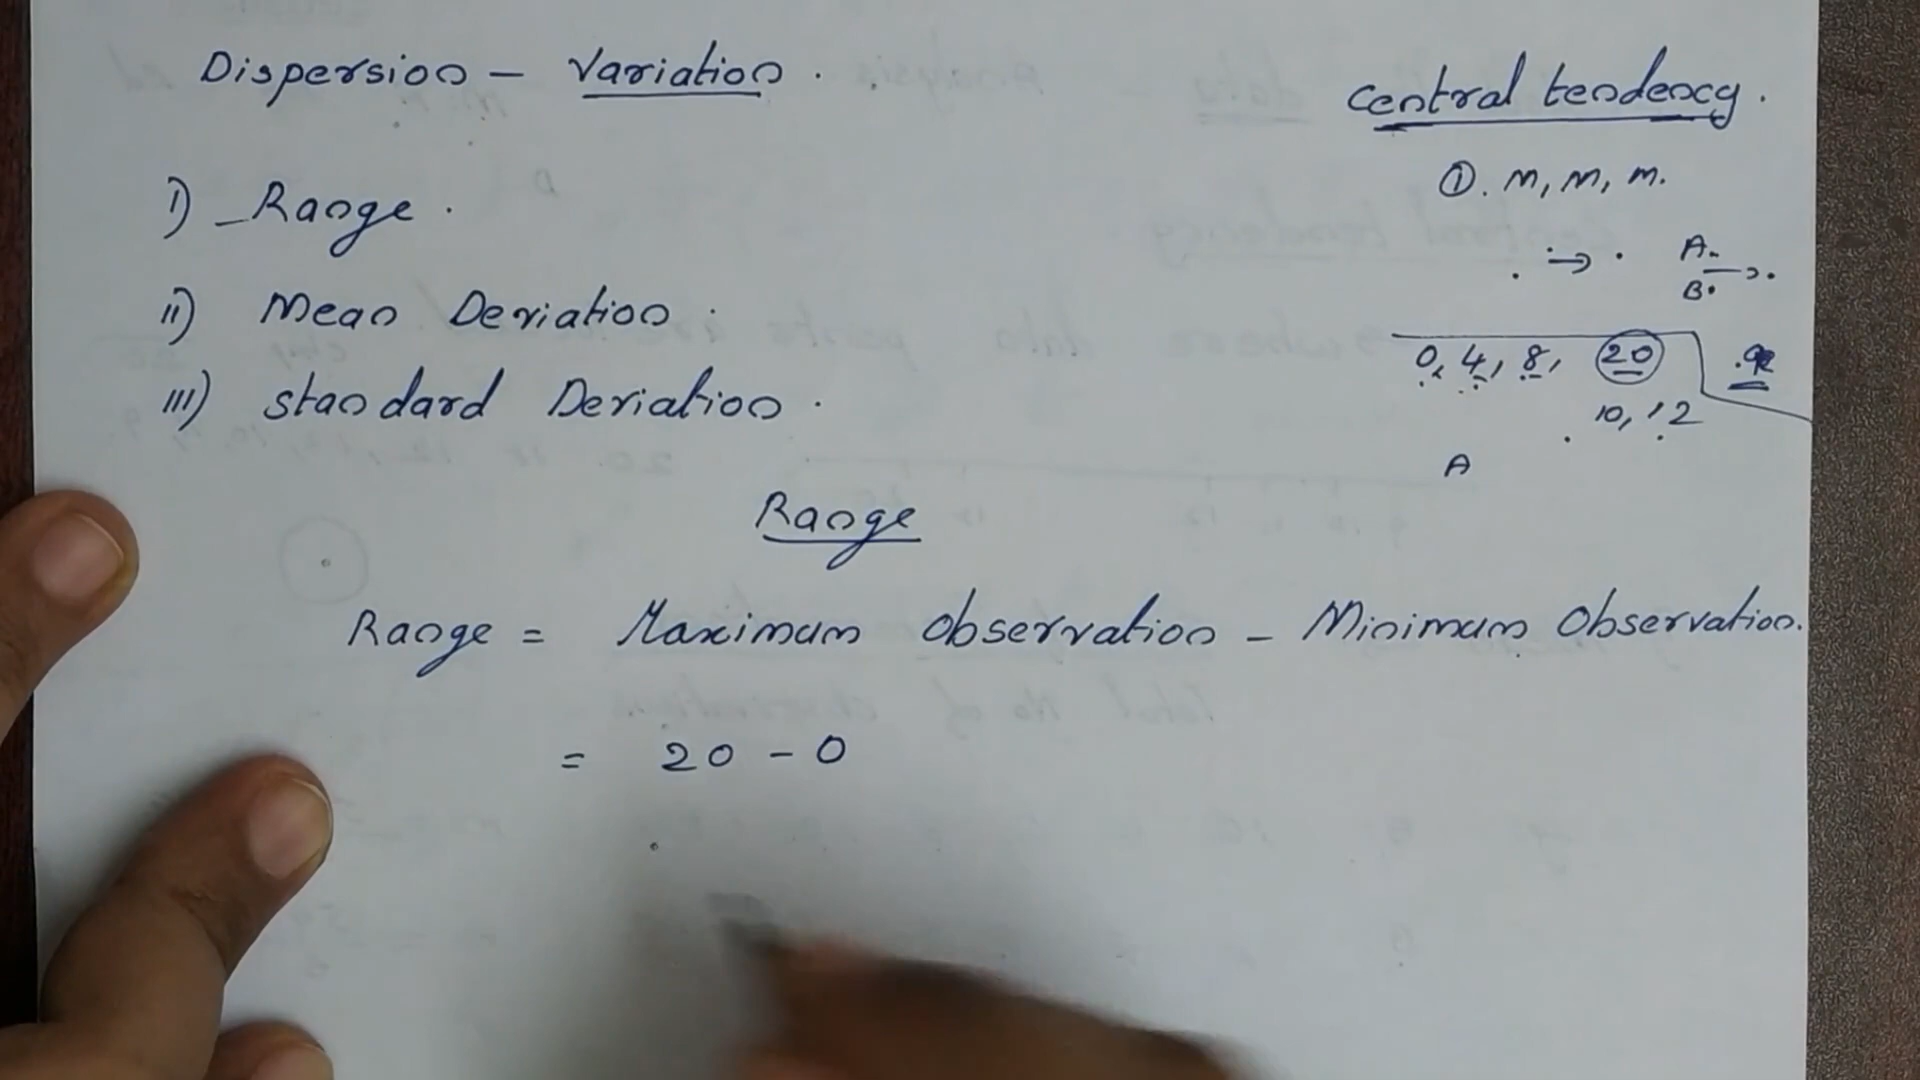 Dispersion - Variation.
Central tendency.
①. M, M, m.
i) Range.
. → . A.
B. → .
ii) Mean Deviation.
0, 4, 8, 20
10, 12
iii) Standard Deviation.
A
Range
Range = Maximum Observation - Minimum Observation.
= 20 - 0